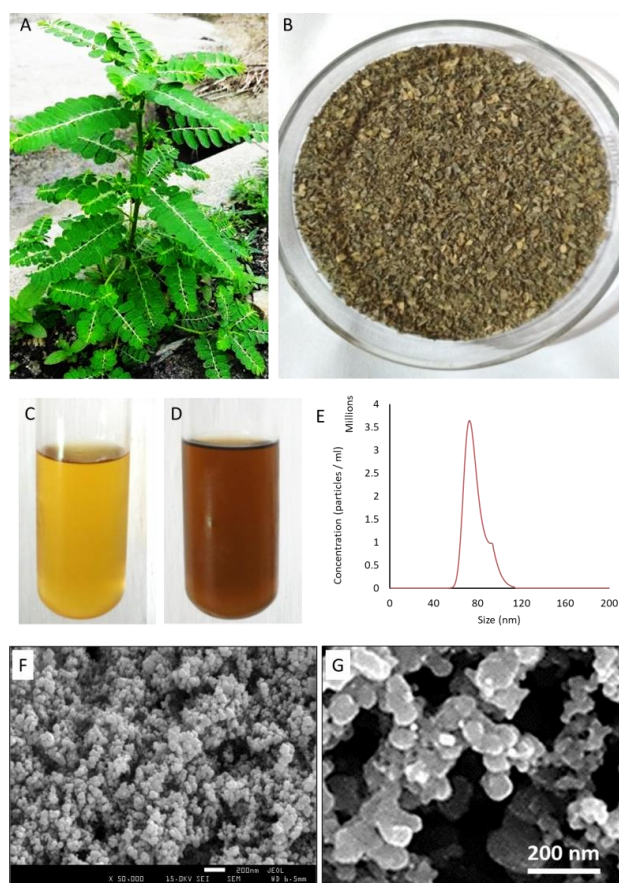 A
B
C
D
E
Millions
Concentration (particles / ml)
4
3.5
3
2.5
2
1.5
1
0.5
0
0 40 80 120 160 200
Size (nm)
F
X 50,000 15.0KV SEI SEM 200nm JEOL WD 6.5mm
G
200 nm